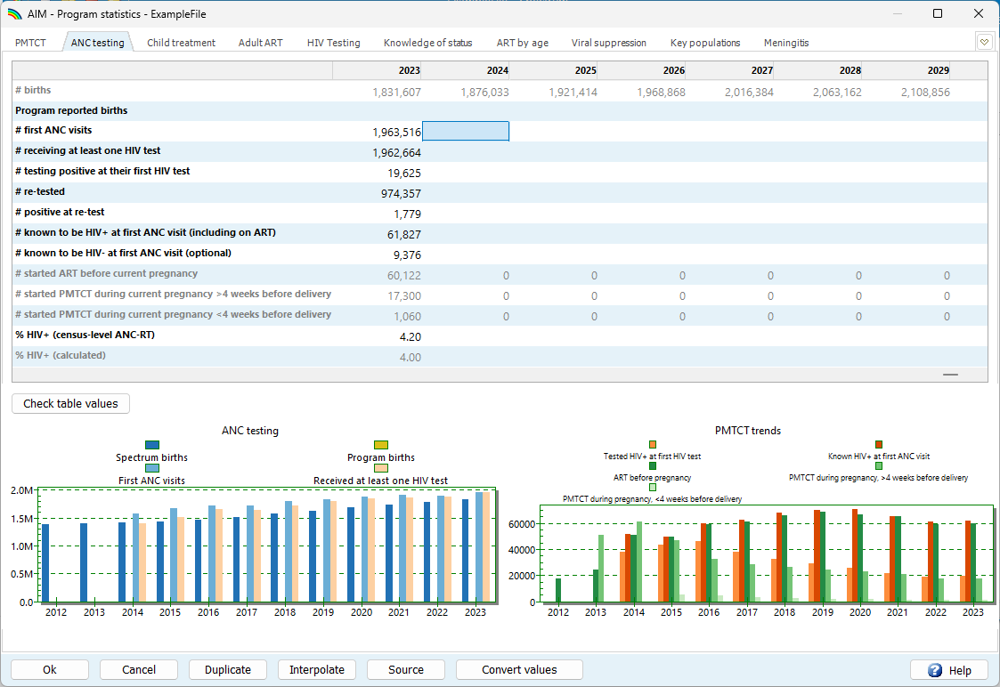 AIM - Program statistics - ExampleFile
PMTCT ANC testing Child treatment Adult ART HIV Testing Knowledge of status ART by age Viral suppression Key populations Meningitis
2023 2024 2025 2026 2027 2028 2029
# births 1,831,607 1,876,033 1,921,414 1,968,868 2,016,384 2,063,162 2,108,856
Program reported births
# first ANC visits 1,963,516
# receiving at least one HIV test 1,962,664
# testing positive at their first HIV test 19,625
# re-tested 974,357
# positive at re-test 1,779
# known to be HIV+ at first ANC visit (including on ART) 61,827
# known to be HIV- at first ANC visit (optional) 9,376
# started ART before current pregnancy 60,122 0 0 0 0 0 0
# started PMTCT during current pregnancy >4 weeks before delivery 17,300 0 0 0 0 0 0
# started PMTCT during current pregnancy <4 weeks before delivery 1,060 0 0 0 0 0 0
% HIV+ (census-level ANC-RT) 4.20
% HIV+ (calculated) 4.00
Check table values
ANC testing
Spectrum births Program births
First ANC visits Received at least one HIV test
2.0M
1.5M
1.0M
0.5M
0.0
2012 2013 2014 2015 2016 2017 2018 2019 2020 2021 2022 2023
PMTCT trends
Tested HIV+ at first HIV test Known HIV+ at first ANC visit
ART before pregnancy PMTCT during pregnancy, >4 weeks before delivery
PMTCT during pregnancy, <4 weeks before delivery
60000
40000
20000
0
2012 2013 2014 2015 2016 2017 2018 2019 2020 2021 2022 2023
Ok Cancel Duplicate Interpolate Source Convert values Help